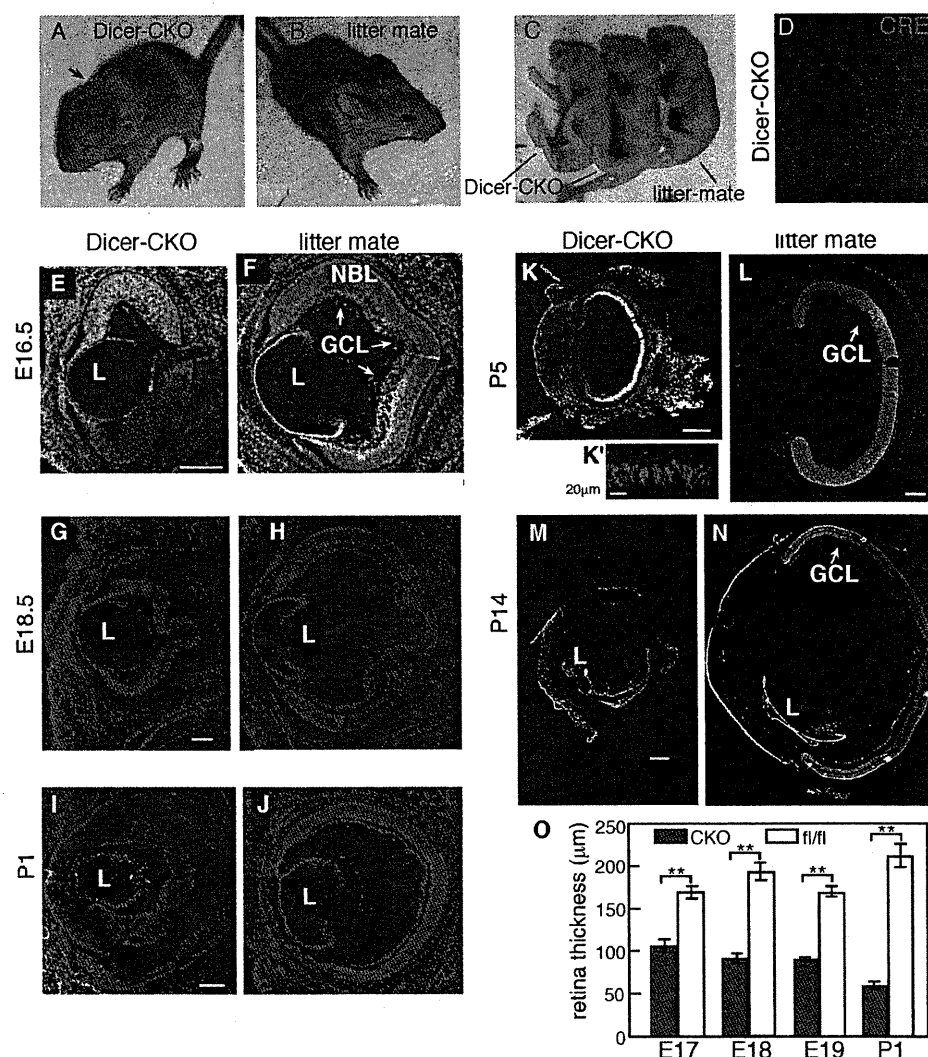 A Dicer-CKO
B litter mate
C
Dicer-CKO
litter-mate
D CRE
Dicer-CKO
Dicer-CKO
litter mate
E
F
NBL
GCL
L
L
E16.5
G
H
L
L
E18.5
I
J
L
L
P1
Dicer-CKO
litter mate
K
L
GCL
P5
K'
20µm
M
N
GCL
L
L
P14
O
CKO
fl/fl
**
**
**
**
retina thickness (µm)
250
200
150
100
50
0
E17 E18 E19 P1